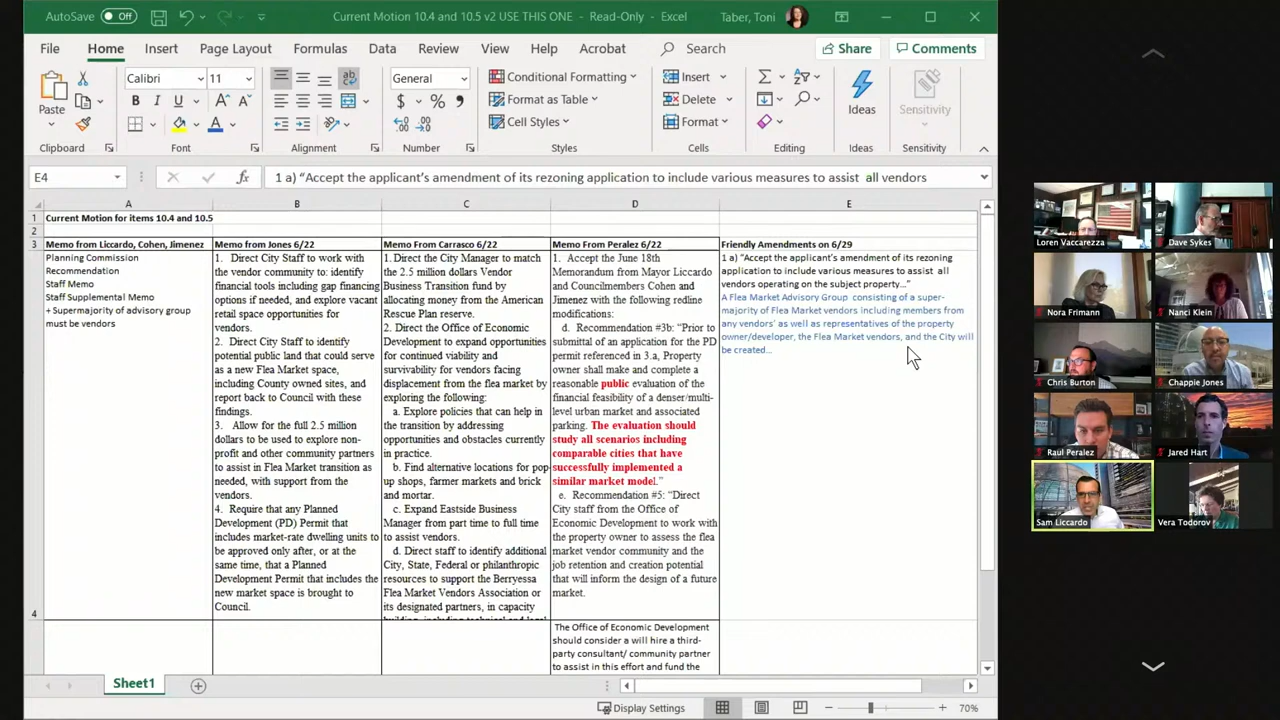 AutoSave Off
Current Motion 10.4 and 10.5 v2 USE THIS ONE - Read-Only - Excel
Taber, Toni
File Home Insert Page Layout Formulas Data Review View Help Acrobat Search Share Comments
Paste
Calibri 11
B I U
General
$ % ,
Conditional Formatting
Format as Table
Cell Styles
Insert
Delete
Format
Ideas
Sensitivity
Clipboard Font Alignment Number Styles Cells Editing Ideas Sensitivity
E4
fx
1 a) “Accept the applicant’s amendment of its rezoning application to include various measures to assist all vendors
A B C D E
1 Current Motion for items 10.4 and 10.5
2
3
Memo from Liccardo, Cohen, Jimenez
Planning Commission
Recommendation
Staff Memo
Staff Supplemental Memo
+ Supermajority of advisory group
must be vendors
4
Memo from Jones 6/22
1. Direct City Staff to work with
the vendor community to: identify
financial tools including gap financing
options if needed, and explore vacant
retail space opportunities for
vendors.
2. Direct City Staff to identify
potential public land that could serve
as a new Flea Market space,
including County owned sites, and
report back to Council with these
findings.
3. Allow for the full 2.5 million
dollars to be used to explore non-
profit and other community partners
to assist in Flea Market transition as
needed, with support from the
vendors.
4. Require that any Planned
Development (PD) Permit that
includes market-rate dwelling units to
be approved only after, or at the
same time, that a Planned
Development Permit that includes the
new market space is brought to
Council.
Memo From Carrasco 6/22
1.Direct the City Manager to match
the 2.5 million dollars Vendor
Business Transition fund by
allocating money from the American
Rescue Plan reserve.
2. Direct the Office of Economic
Development to expand opportunities
for continued viability and
survivability for vendors facing
displacement from the flea market by
exploring the following:
a. Explore policies that can help in
the transition by addressing
opportunities and obstacles currently
in practice.
b. Find alternative locations for pop-
up shops, farmer markets and brick
and mortar.
c. Expand Eastside Business
Manager from part time to full time
to assist vendors.
d. Direct staff to identify additional
City, State, Federal or philanthropic
resources to support the Berryessa
Flea Market Vendors Association or
its designated partners, in capacity
building, including technical and legal
Memo From Peralez 6/22
1. Accept the June 18th
Memorandum from Mayor Liccardo
and Councilmembers Cohen and
Jimenez with the following redline
modifications:
d. Recommendation #3b: “Prior to
submittal of an application for the PD
permit referenced in 3.a, Property
owner shall make and complete a
reasonable public evaluation of the
financial feasibility of a denser/multi-
level urban market and associated
parking. The evaluation should
study all scenarios including
comparable cities that have
successfully implemented a
similar market model.”
e. Recommendation #5: “Direct
City staff from the Office of
Economic Development to work with
the property owner to assess the flea
market vendor community and the
job retention and creation potential
that will inform the design of a future
market.
The Office of Economic Development
should consider a will hire a third-
party consultant/ community partner
to assist in this effort and fund the
Friendly Amendments on 6/29
1 a) “Accept the applicant’s amendment of its rezoning
application to include various measures to assist all
vendors operating on the subject property…”
A Flea Market Advisory Group consisting of a super-
majority of Flea Market vendors including members from
any vendors’ as well as representatives of the property
owner/developer, the Flea Market vendors, and the City will
be created…
Sheet1
Display Settings
70%
Loren Vaccarezza
Dave Sykes
Nora Frimann
Nanci Klein
Chris Burton
Chappie Jones
Raul Peralez
Jared Hart
Sam Liccardo
Vera Todorov